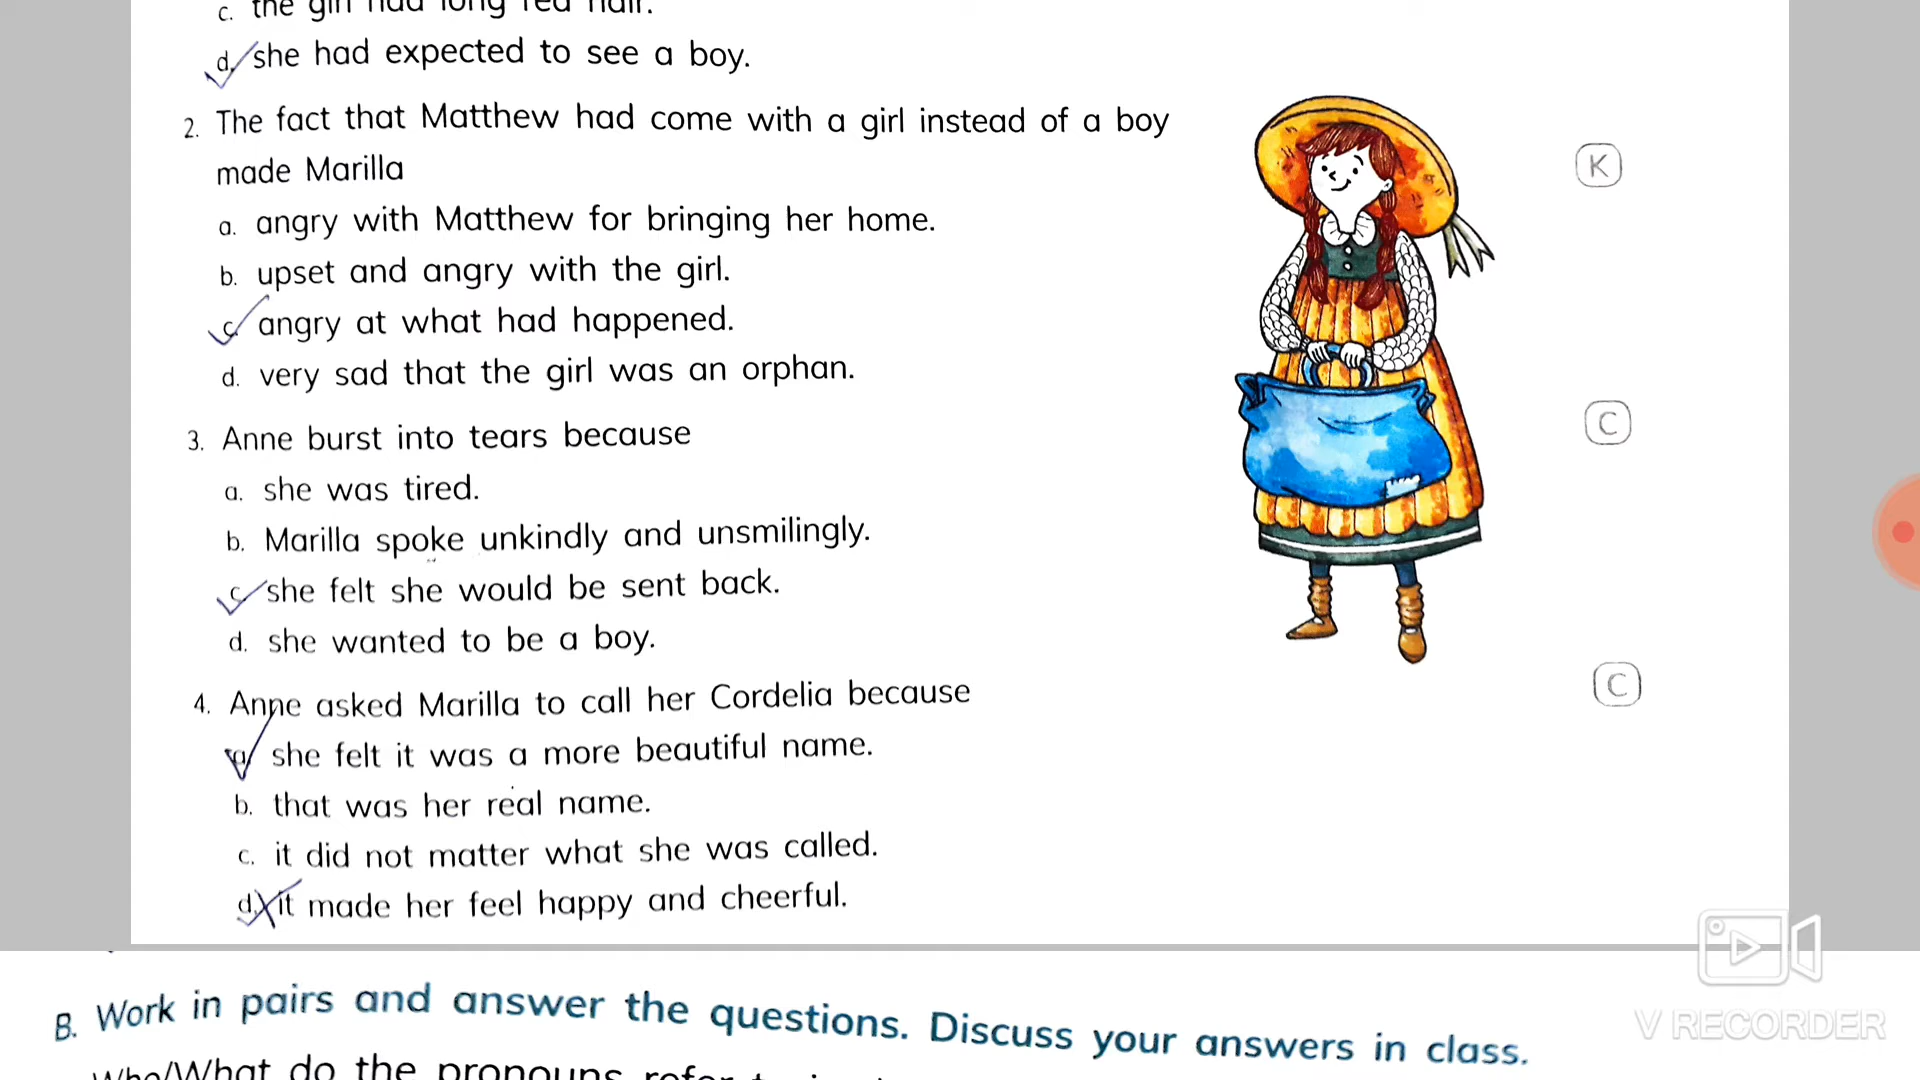 c. the girl had long red hair.
d. she had expected to see a boy.
2. The fact that Matthew had come with a girl instead of a boy
made Marilla
K
a. angry with Matthew for bringing her home.
b. upset and angry with the girl.
c. angry at what had happened.
d. very sad that the girl was an orphan.
3. Anne burst into tears because
C
a. she was tired.
b. Marilla spoke unkindly and unsmilingly.
c. she felt she would be sent back.
d. she wanted to be a boy.
4. Anne asked Marilla to call her Cordelia because
C
a. she felt it was a more beautiful name.
b. that was her real name.
c. it did not matter what she was called.
d. it made her feel happy and cheerful.
B. Work in pairs and answer the questions. Discuss your answers in class.
Who/What do the pronouns refer
V RECORDER